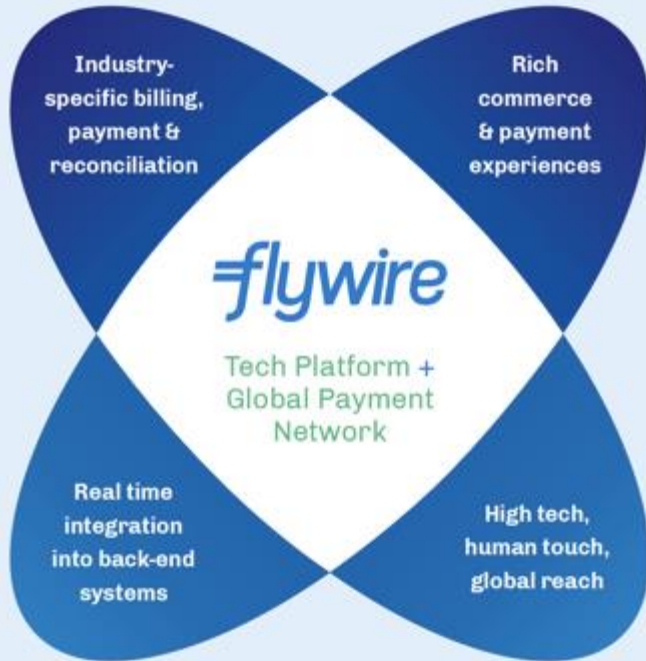 Industry-
specific billing,
payment &
reconciliation
Rich
commerce
& payment
experiences
flywire
Tech Platform +
Global Payment
Network
Real time
integration
into back-end
systems
High tech,
human touch,
global reach